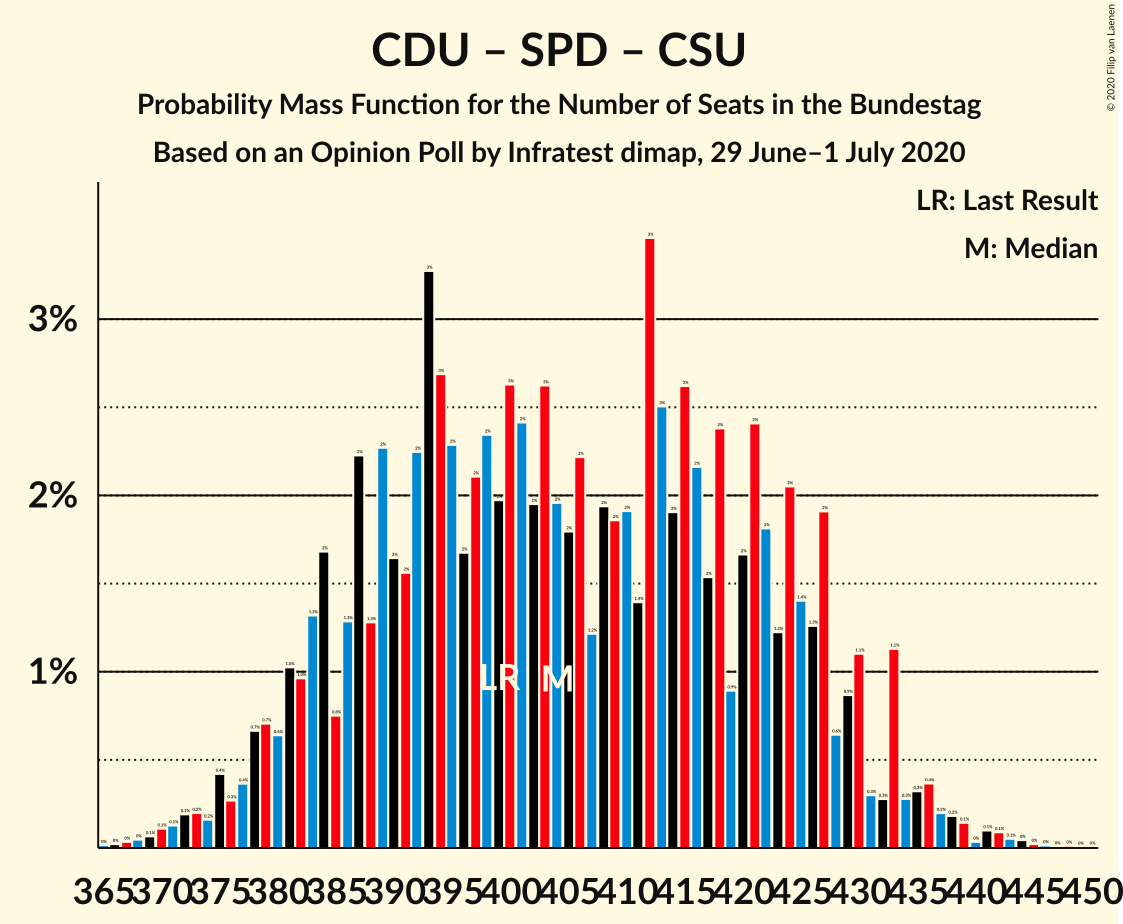 CDU – SPD – CSU
Probability Mass Function for the Number of Seats in the Bundestag
Based on an Opinion Poll by Infratest dimap, 29 June–1 July 2020
© 2020 Filip van Laenen
LR: Last Result
M: Median
3%
2%
1%
LR M
365 370 375 380 385 390 395 400 405 410 415 420 425 430 435 440 445 450